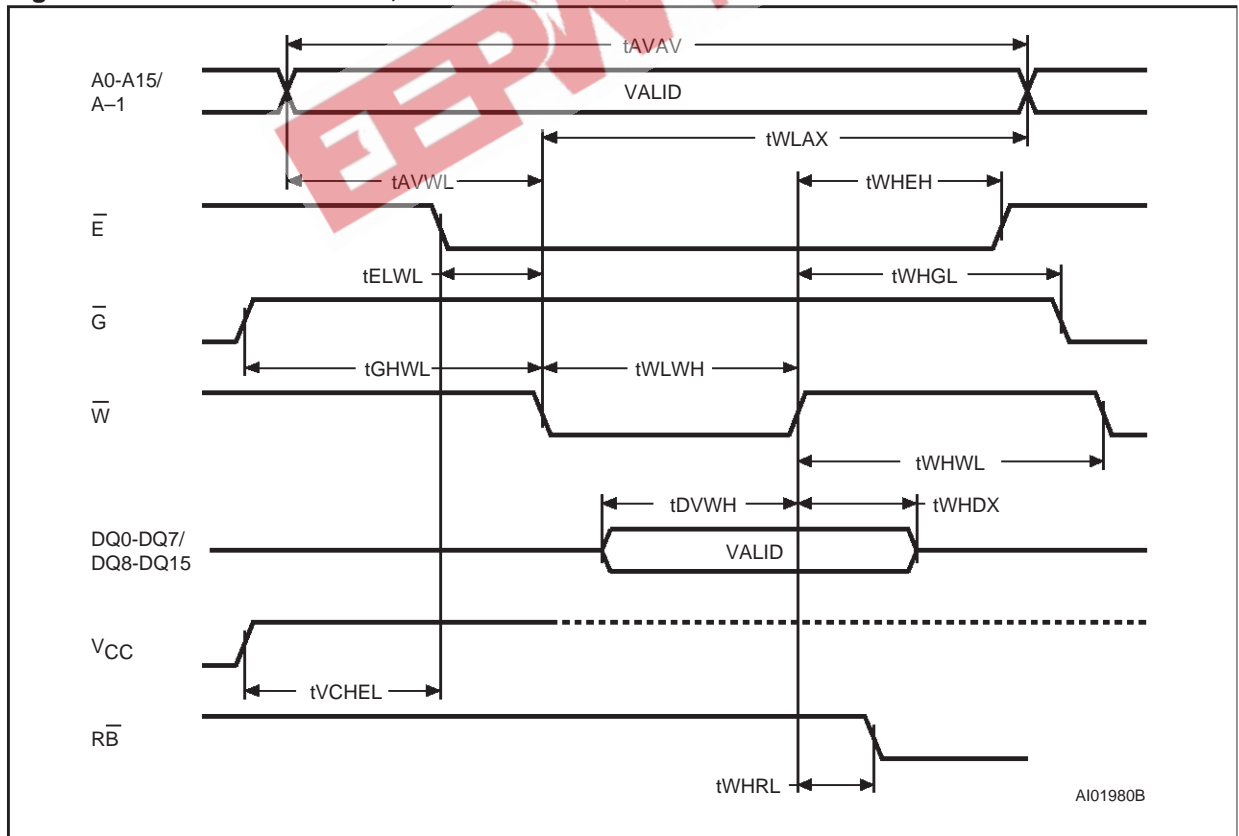 tAVAV
A0-A15/
A–1
VALID
tWLAX
tAVWL
tWHEH
E̅
tELWL
tWHGL
G̅
tGHWL
tWLWH
W̅
tWHWL
tDVWH
tWHDX
DQ0-DQ7/
DQ8-DQ15
VALID
VCC
tVCHEL
RB̅
tWHRL
AI01980B